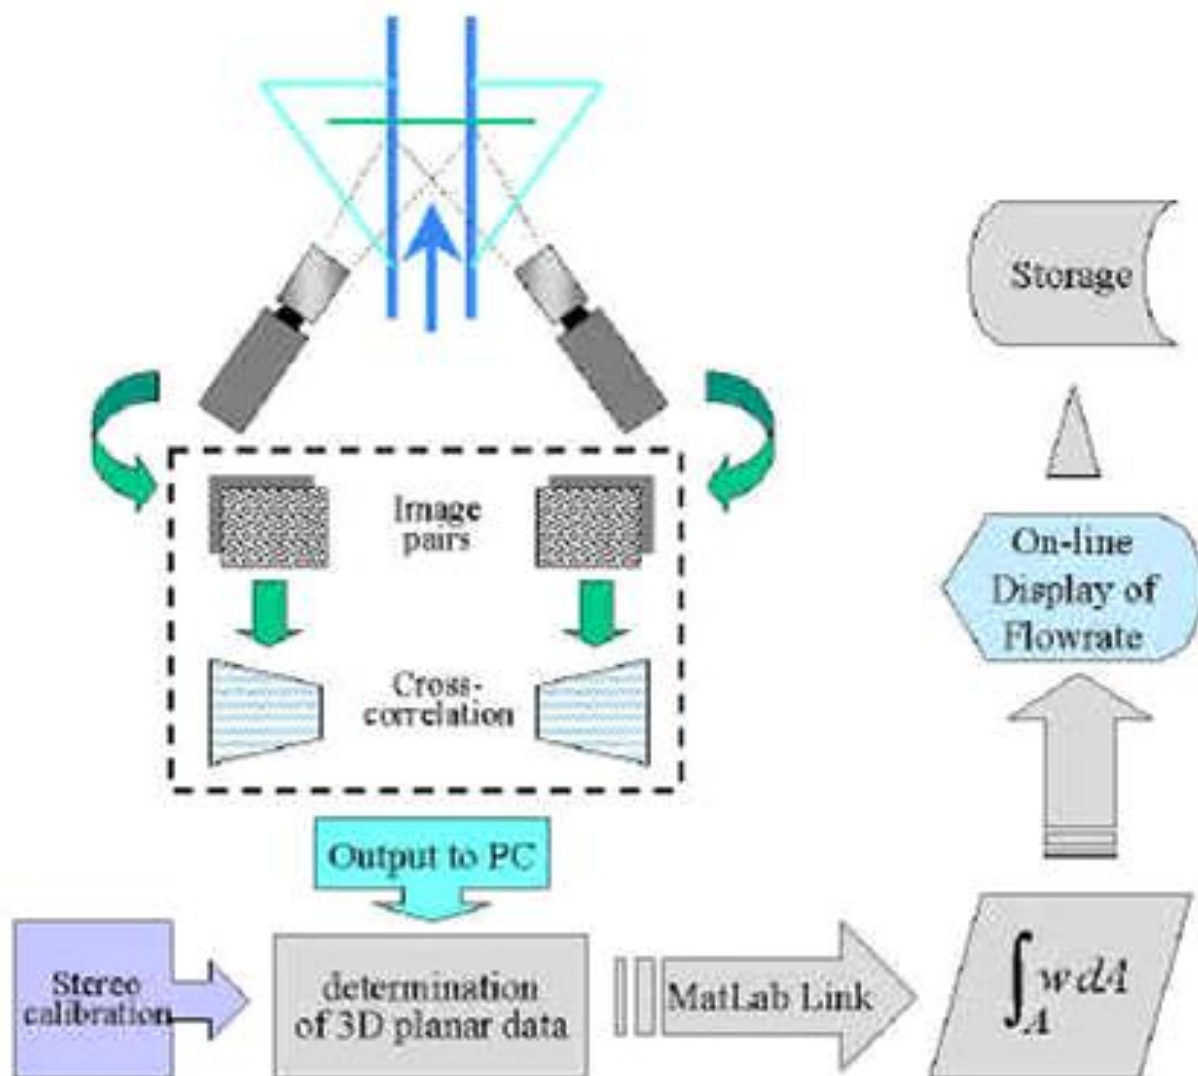 Storage
Image
pairs
On-line
Display of
Flowrate
Cross-
correlation
Output to PC
Stereo
calibration
determination
of 3D planar data
MatLab Link
∫_A w dA